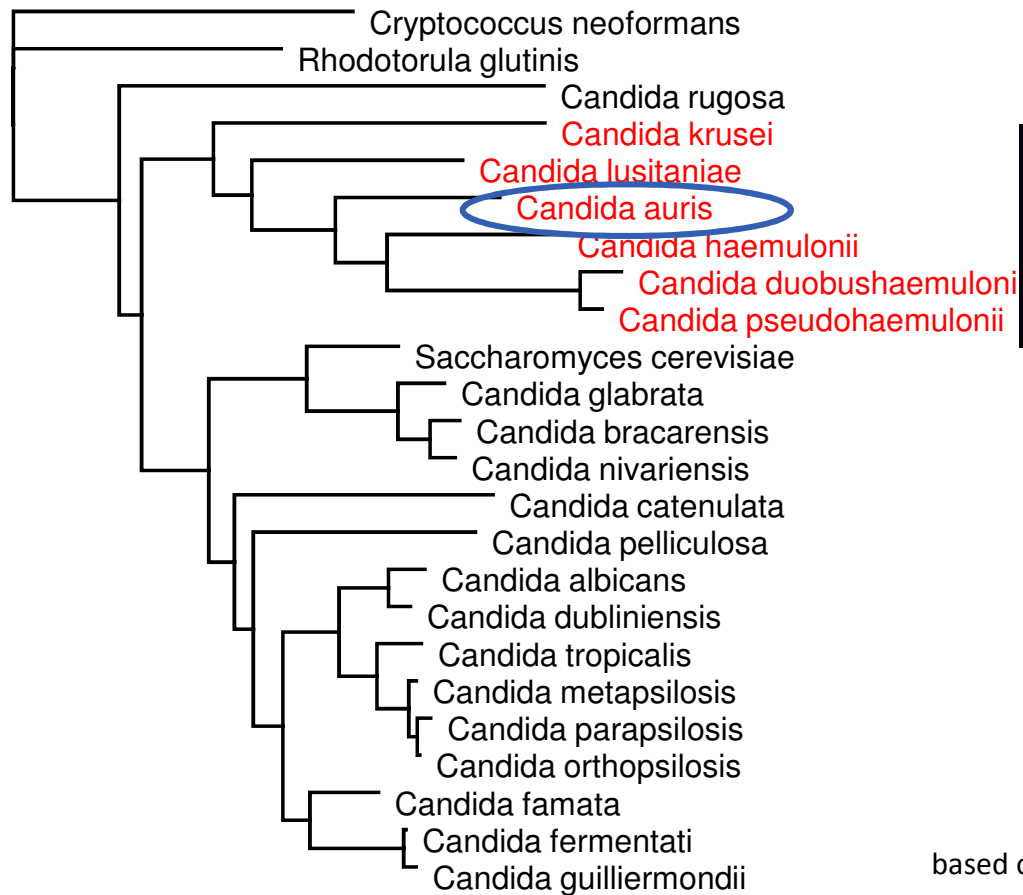 Cryptococcus neoformans
Rhodotorula glutinis
Candida rugosa
Candida krusei
Candida lusitaniae
Candida auris
Candida haemulonii
Candida duobushaemuloni
Candida pseudohaemulonii
Saccharomyces cerevisiae
Candida glabrata
Candida bracarensis
Candida nivariensis
Candida catenulata
Candida pelliculosa
Candida albicans
Candida dubliniensis
Candida tropicalis
Candida metapsilosis
Candida parapsilosis
Candida orthopsilosis
Candida famata
Candida fermentati
Candida guilliermondii
based